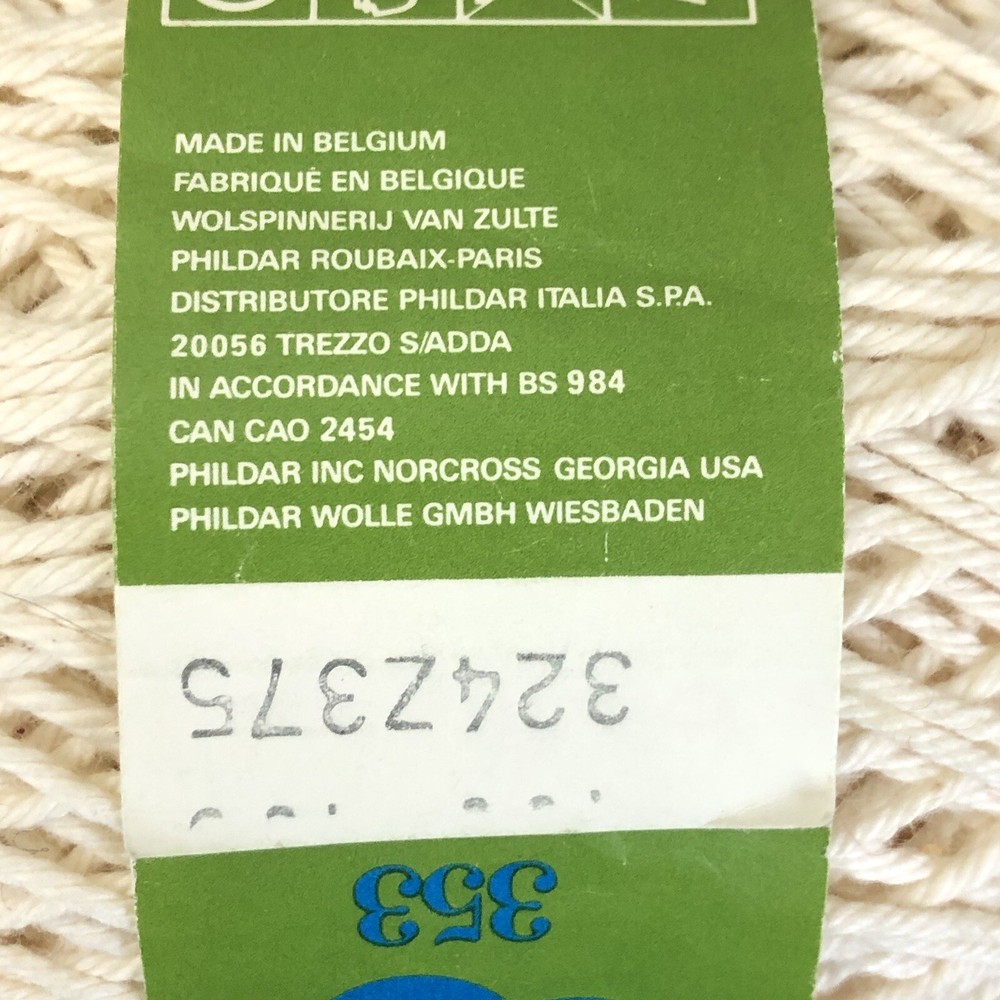 MADE IN BELGIUM
FABRIQUÉ EN BELGIQUE
WOLSPINNERIJ VAN ZULTE
PHILDAR ROUBAIX-PARIS
DISTRIBUTORE PHILDAR ITALIA S.P.A.
20056 TREZZO S/ADDA
IN ACCORDANCE WITH BS 984
CAN CAO 2454
PHILDAR INC NORCROSS GEORGIA USA
PHILDAR WOLLE GMBH WIESBADEN
324Z375
353